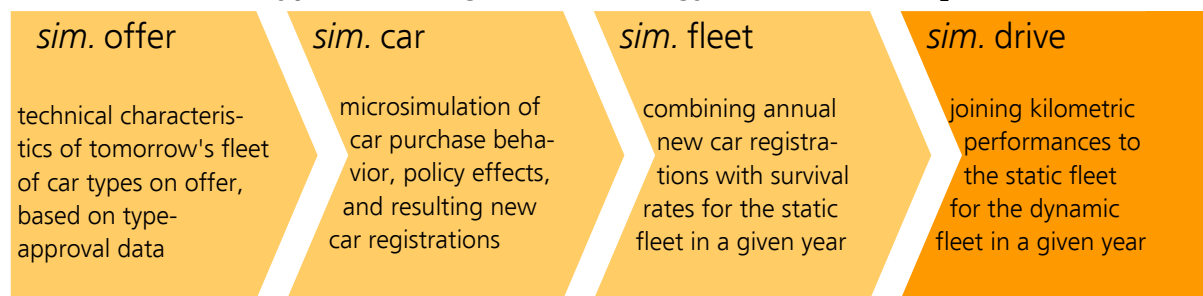 sim. offer
technical characteris-
tics of tomorrow's fleet
of car types on offer,
based on type-
approval data
sim. car
microsimulation of
car purchase beha-
vior, policy effects,
and resulting new
car registrations
sim. fleet
combining annual
new car registra-
tions with survival
rates for the static
fleet in a given year
sim. drive
joining kilometric
performances to
the static fleet
for the dynamic
fleet in a given year